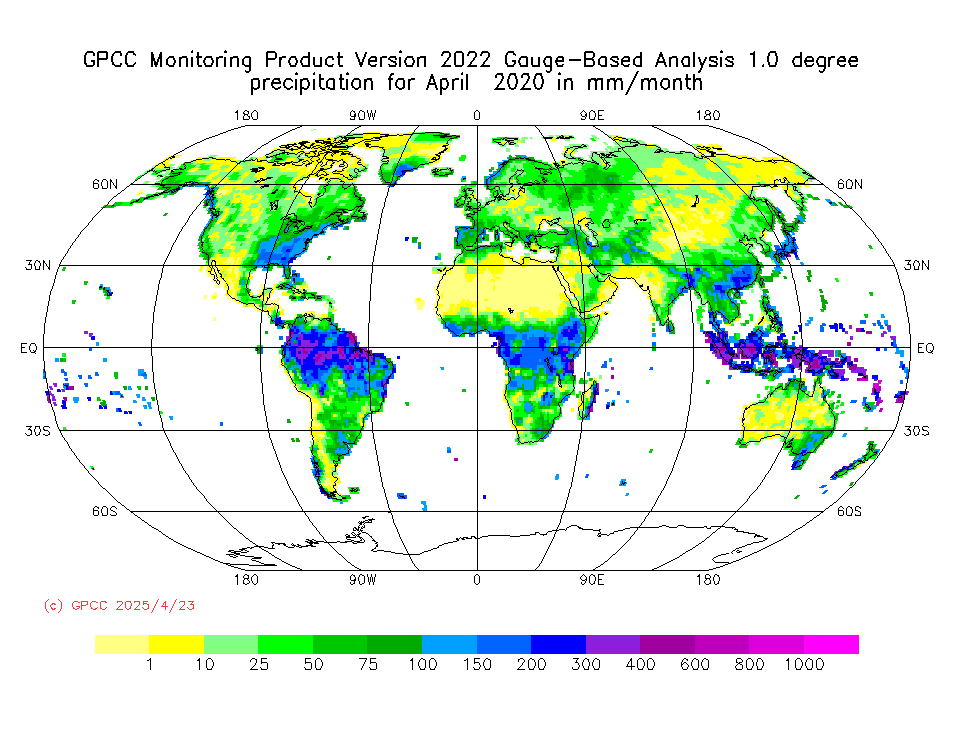 GPCC Monitoring Product Version 2022 Gauge-Based Analysis 1.0 degree
precipitation for April 2020 in mm/month
180 90W 0 90E 180
60N 60N
30N 30N
EQ EQ
30S 30S
60S 60S
180 90W 0 90E 180
(c) GPCC 2025/4/23
1 10 25 50 75 100 150 200 300 400 600 800 1000